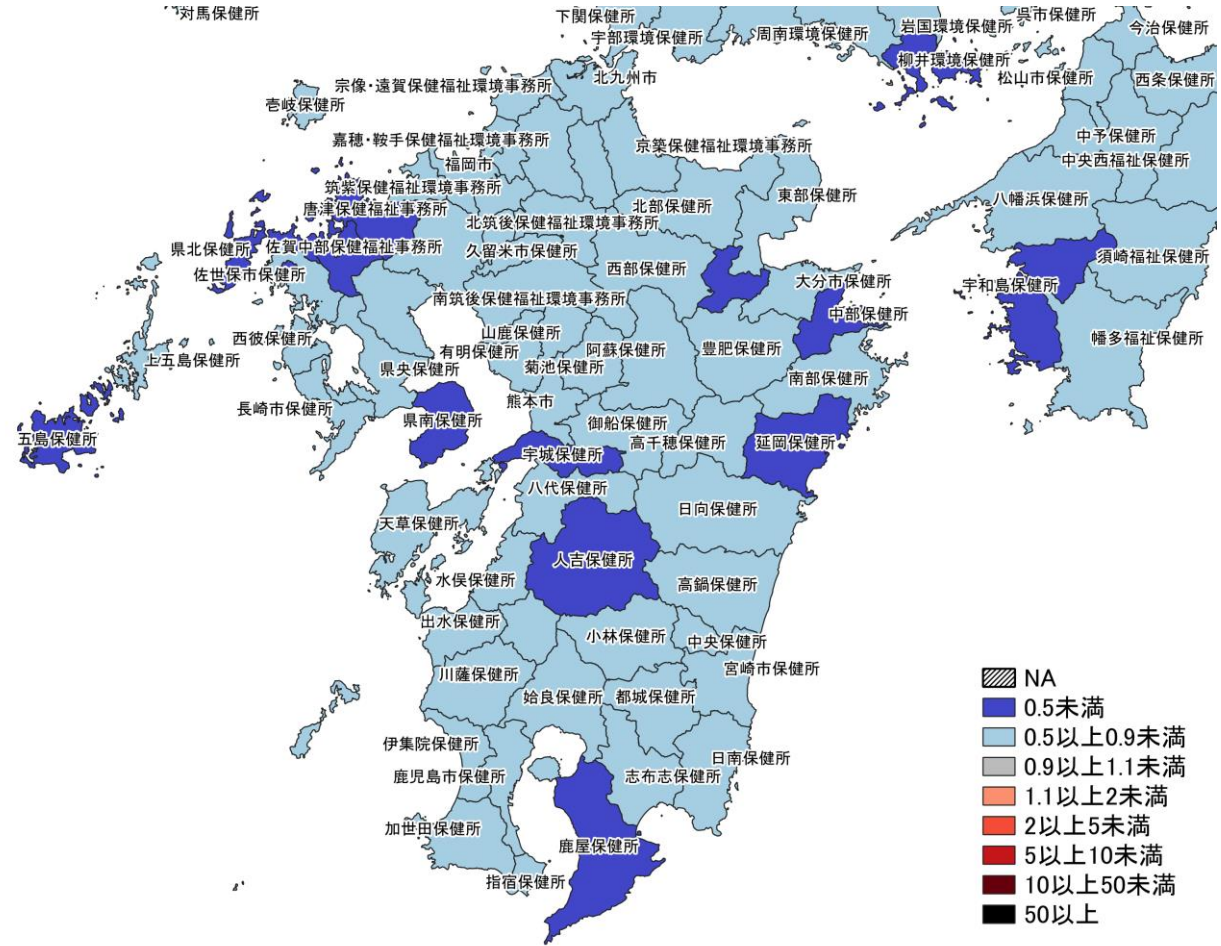 対馬保健所
下関保健所
宇部環境保健所
周南環境保健所
岩国環境保健所
呉市保健所
今治保健所
柳井環境保健所
松山市保健所
西条保健所
北九州市
宗像・遠賀保健福祉環境事務所
壱岐保健所
嘉穂・鞍手保健福祉環境事務所
京築保健福祉環境事務所
中予保健所
福岡市
中央西福祉保健所
筑紫保健福祉環境事務所
東部保健所
八幡浜保健所
唐津保健福祉事務所
北部保健所
北筑後保健福祉環境事務所
県北保健所
佐賀中部保健福祉事務所
久留米市保健所
須崎福祉保健所
佐世保市保健所
西部保健所
大分市保健所
宇和島保健所
南筑後保健福祉環境事務所
中部保健所
山鹿保健所
西彼保健所
幡多福祉保健所
上五島保健所
有明保健所
阿蘇保健所
豊肥保健所
県央保健所
菊池保健所
南部保健所
長崎市保健所
熊本市
県南保健所
御船保健所
五島保健所
高千穂保健所
延岡保健所
宇城保健所
八代保健所
日向保健所
天草保健所
人吉保健所
水俣保健所
高鍋保健所
出水保健所
小林保健所
中央保健所
宮崎市保健所
川薩保健所
姶良保健所
都城保健所
伊集院保健所
日南保健所
鹿児島市保健所
志布志保健所
加世田保健所
鹿屋保健所
指宿保健所
NA
0.5未満
0.5以上0.9未満
0.9以上1.1未満
1.1以上2未満
2以上5未満
5以上10未満
10以上50未満
50以上